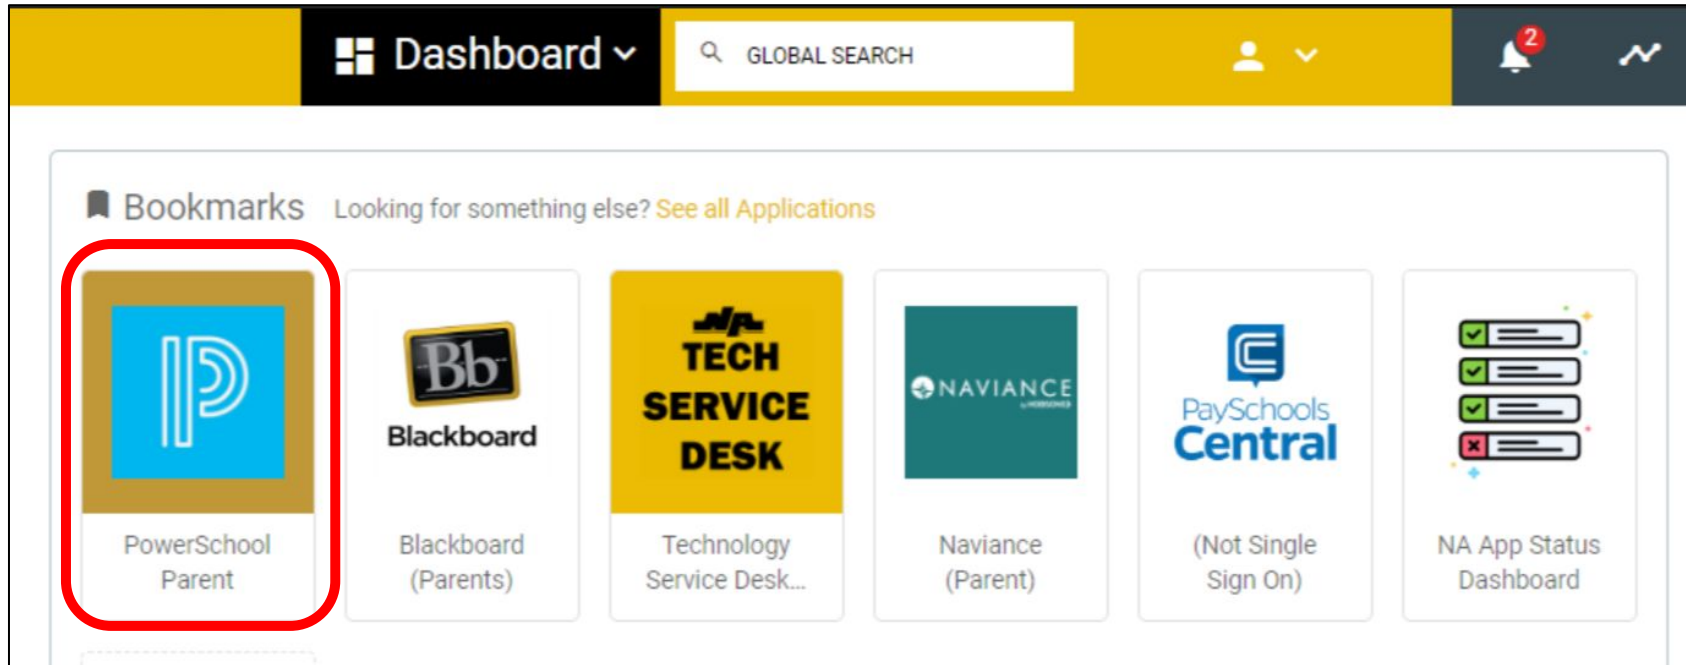 Dashboard
GLOBAL SEARCH
2
Bookmarks
Looking for something else? See all Applications
Bb
Blackboard
NA
TECH
SERVICE
DESK
NAVIANCE
PaySchools
Central
PowerSchool
Parent
Blackboard
(Parents)
Technology
Service Desk...
Naviance
(Parent)
(Not Single
Sign On)
NA App Status
Dashboard